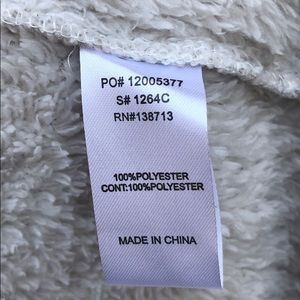 PO# 12005377
S# 1264C
RN#138713
100%POLYESTER
CONT:100%POLYESTER
MADE IN CHINA